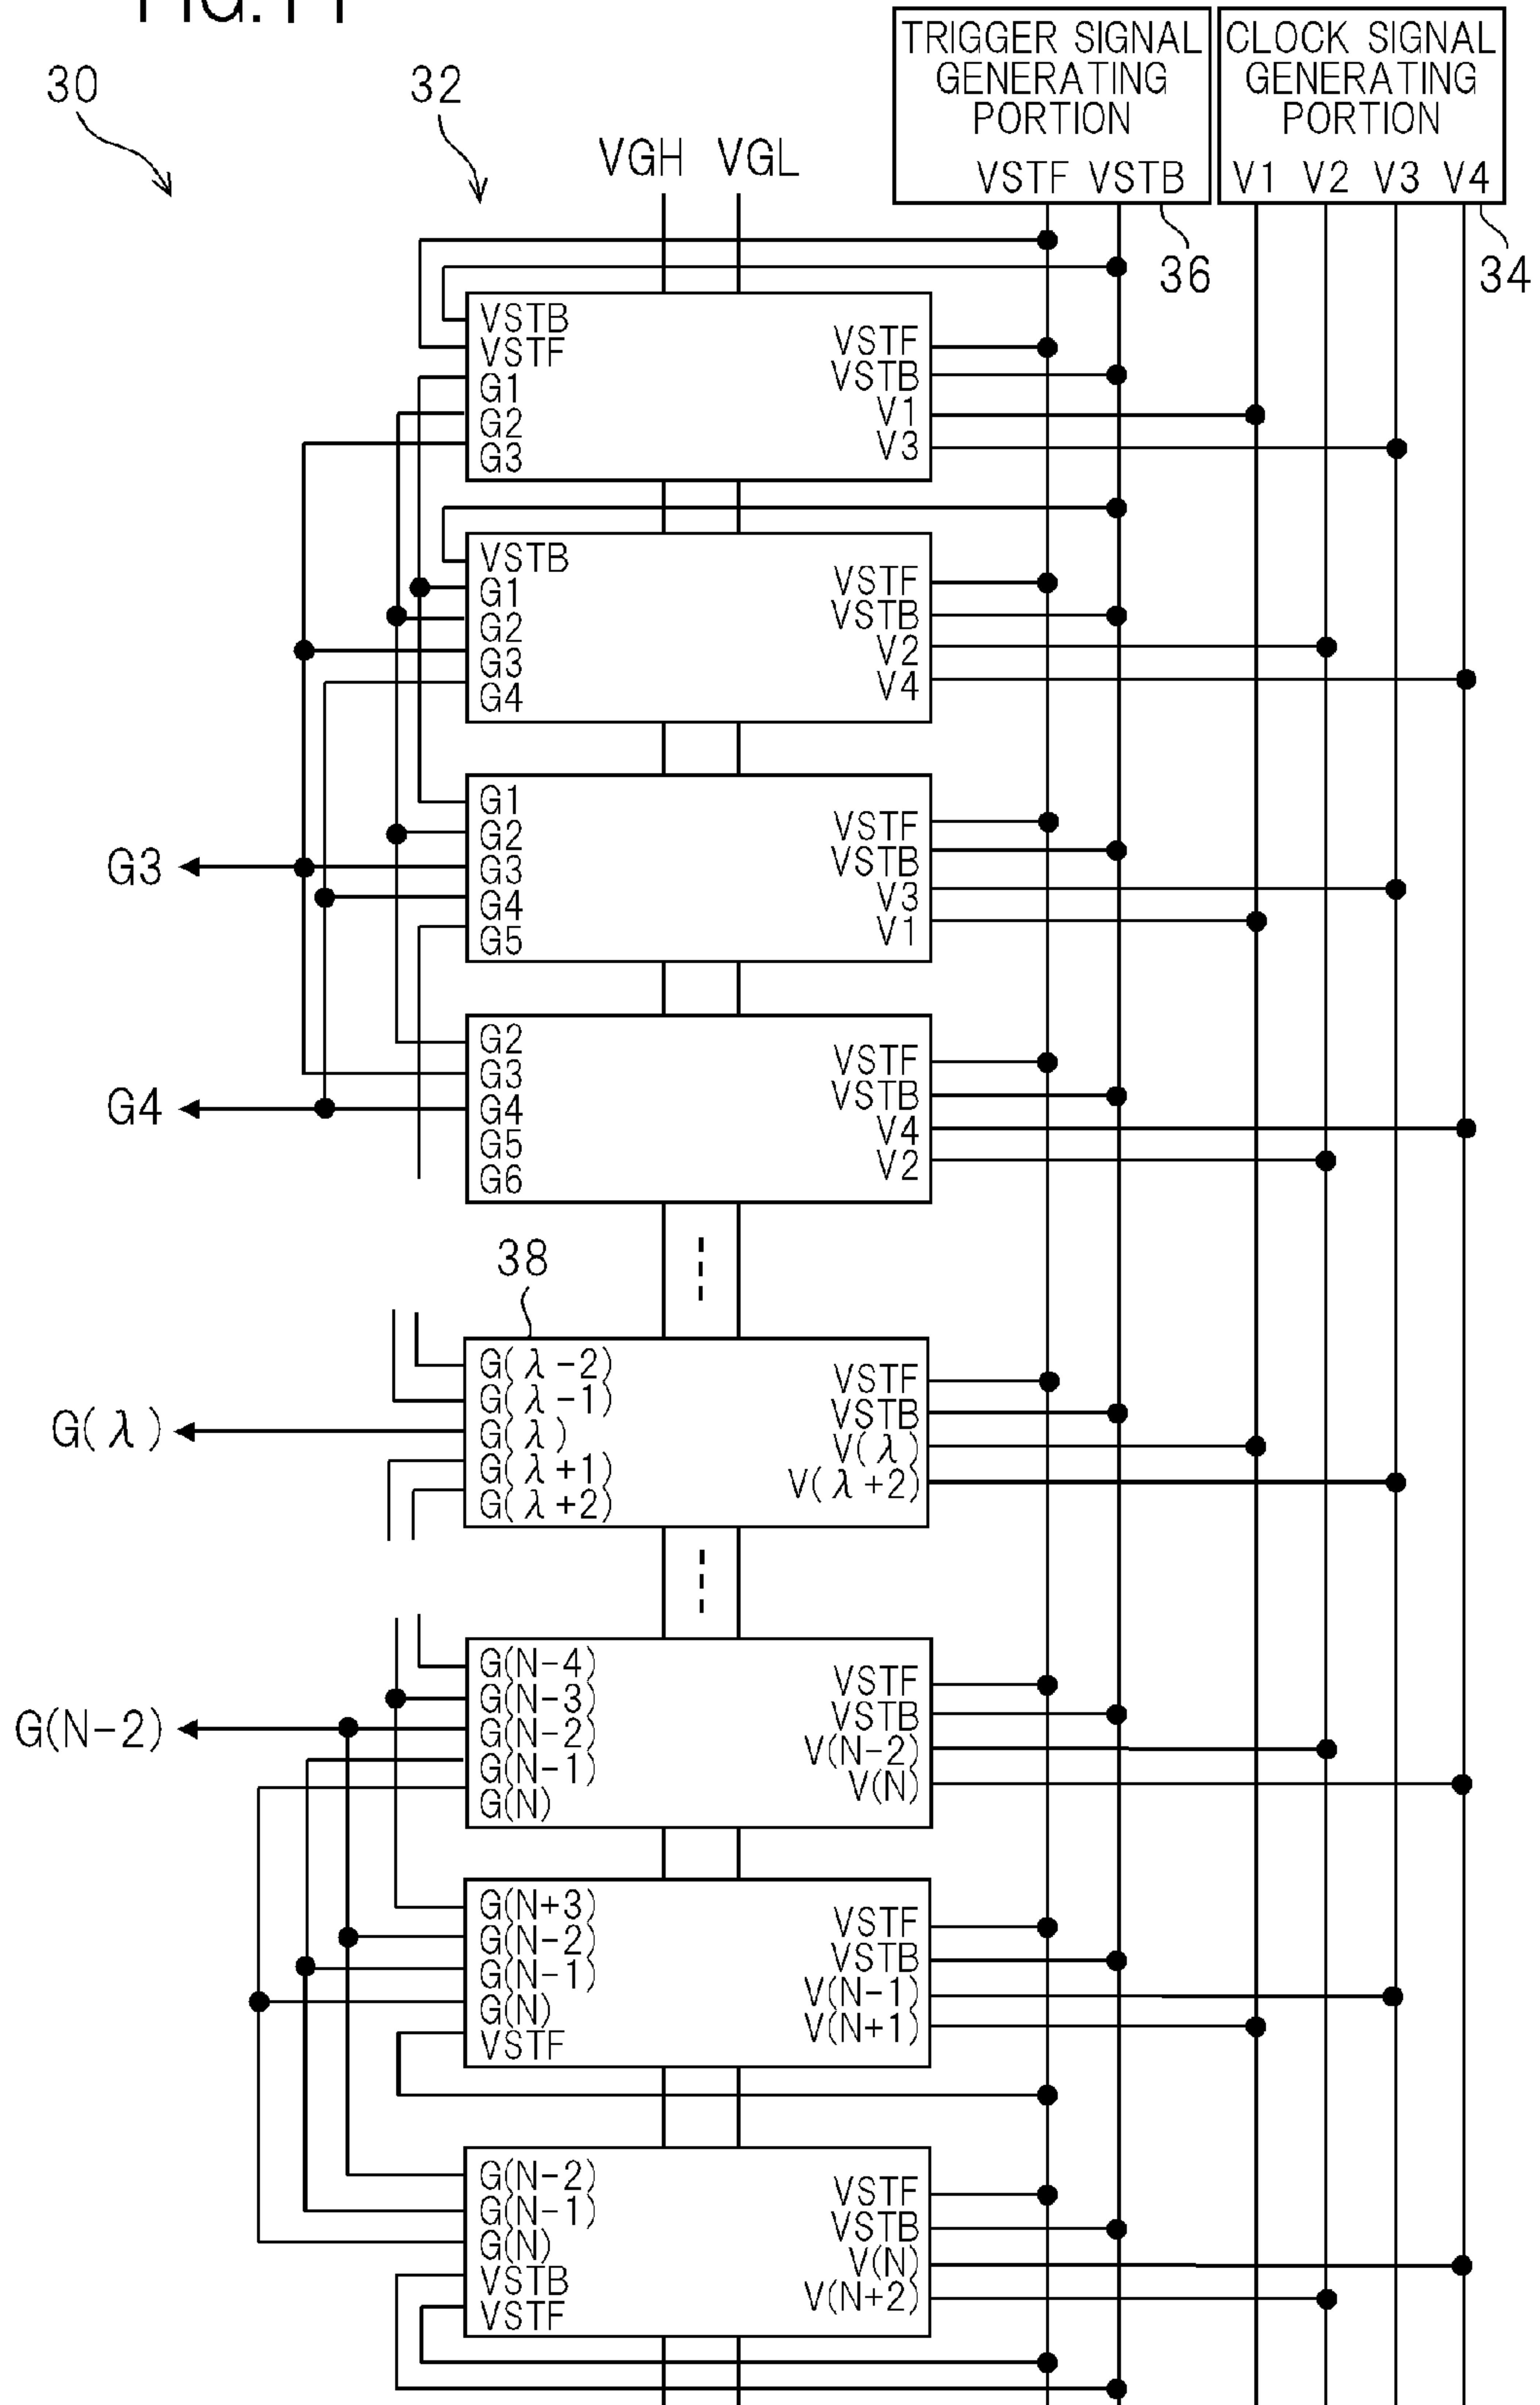 FIG.11
30
32
VGH VGL
TRIGGER SIGNAL
GENERATING
PORTION
VSTF VSTB
CLOCK SIGNAL
GENERATING
PORTION
V1 V2 V3 V4
36
34
VSTB
VSTF
G1
G2
G3
VSTF
VSTB
V1
V3
VSTB
G1
G2
G3
G4
VSTF
VSTB
V2
V4
G3
G1
G2
G3
G4
G5
VSTF
VSTB
V3
V1
G4
G2
G3
G4
G5
G6
VSTF
VSTB
V4
V2
38
G(λ)
G(λ-2)
G(λ-1)
G(λ)
G(λ+1)
G(λ+2)
VSTF
VSTB
V(λ)
V(λ+2)
G(N-2)
G(N-4)
G(N-3)
G(N-2)
G(N-1)
G(N)
VSTF
VSTB
V(N-2)
V(N)
G(N+3)
G(N-2)
G(N-1)
G(N)
VSTF
VSTF
VSTB
V(N-1)
V(N+1)
G(N-2)
G(N-1)
G(N)
VSTB
VSTF
VSTF
VSTB
V(N)
V(N+2)